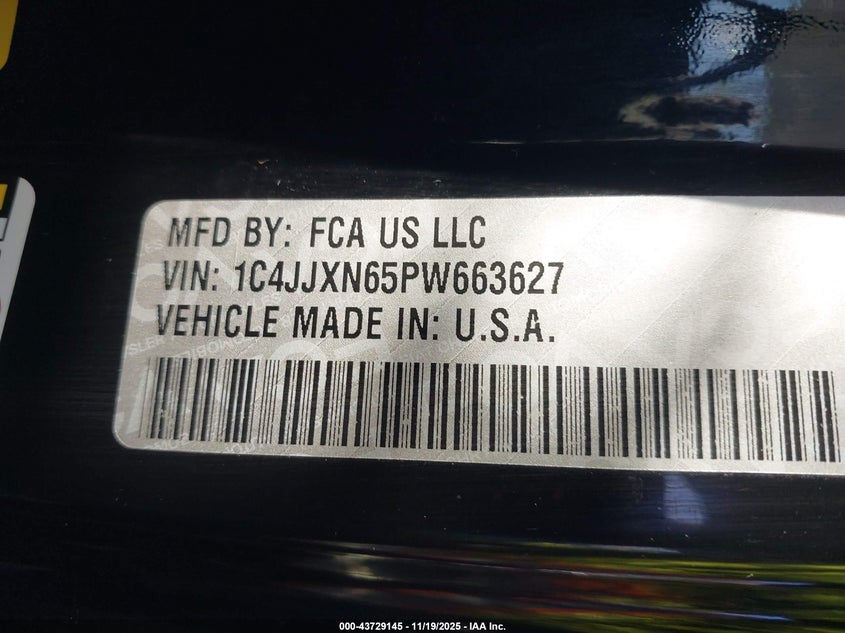 MFD BY: FCA US LLC
VIN: 1C4JJXN65PW663627
VEHICLE MADE IN: U.S.A.
000-43729145 - 11/19/2025 - IAA Inc.